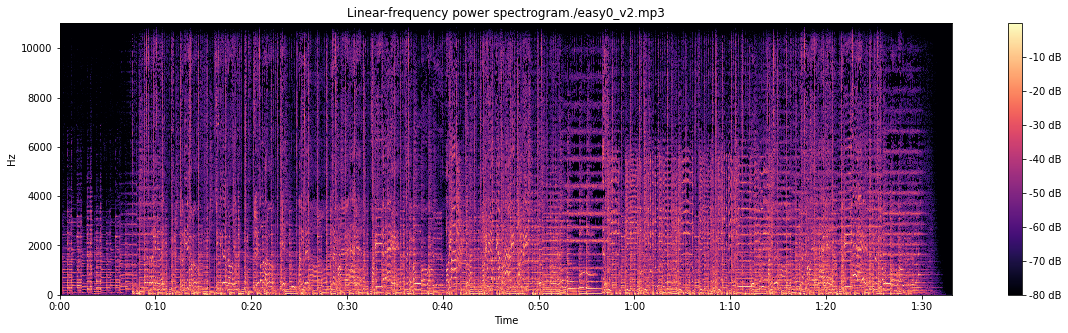 Linear-frequency power spectrogram./easy0_v2.mp3
10000
8000
6000
4000
2000
0
Hz
0:00 0:10 0:20 0:30 0:40 0:50 1:00 1:10 1:20 1:30
Time
-10 dB
-20 dB
-30 dB
-40 dB
-50 dB
-60 dB
-70 dB
-80 dB